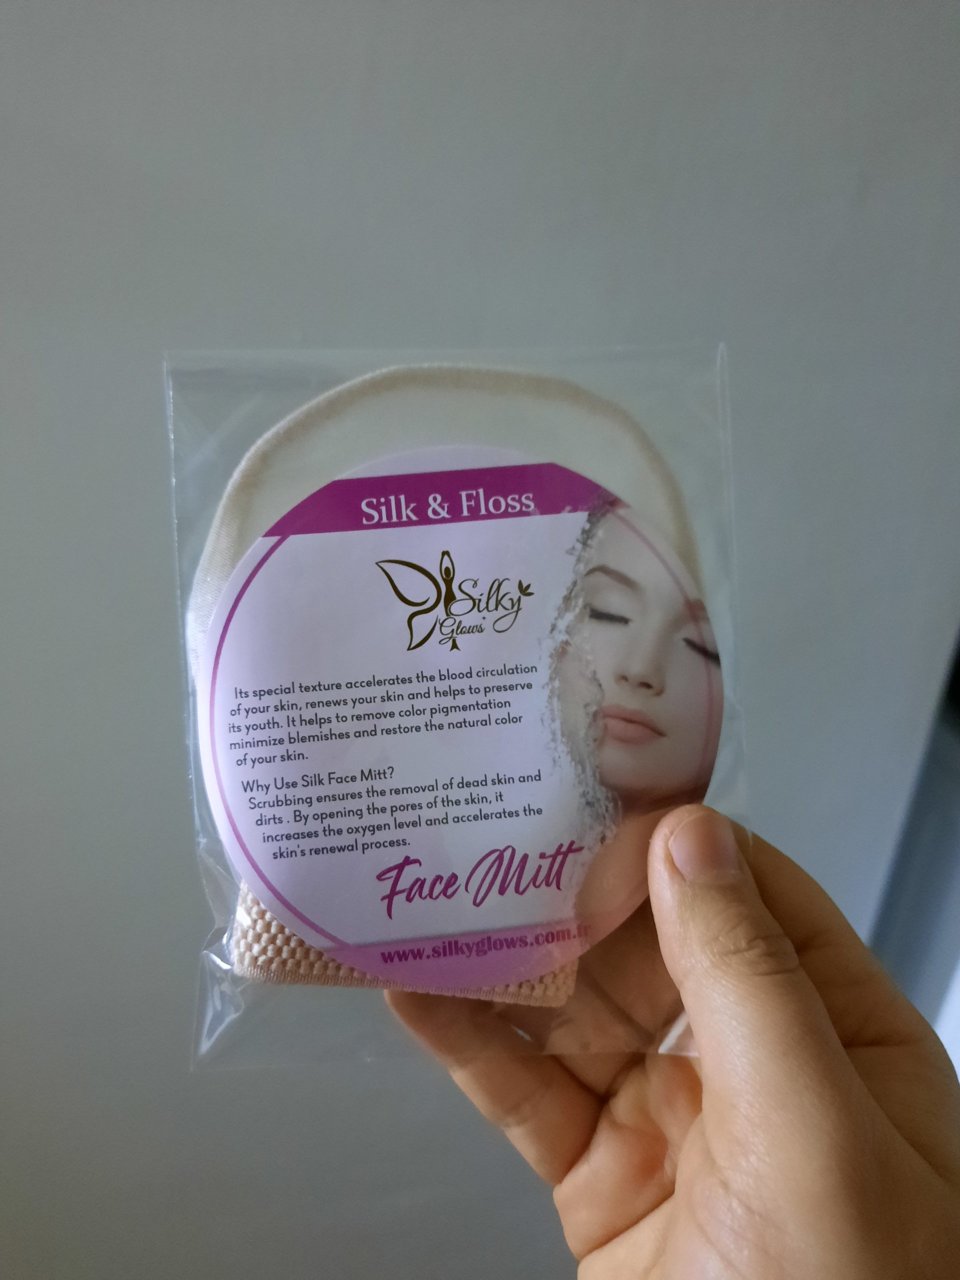 Silk & Floss
Silky
Glows
Its special texture accelerates the blood circulation
of your skin, renews your skin and helps to preserve
its youth. It helps to remove color pigmentation
minimize blemishes and restore the natural color
of your skin.
Why Use Silk Face Mitt?
Scrubbing ensures the removal of dead skin and
dirts . By opening the pores of the skin, it
increases the oxygen level and accelerates the
skin's renewal process.
Face Mitt
www.silkyglows.com.fr